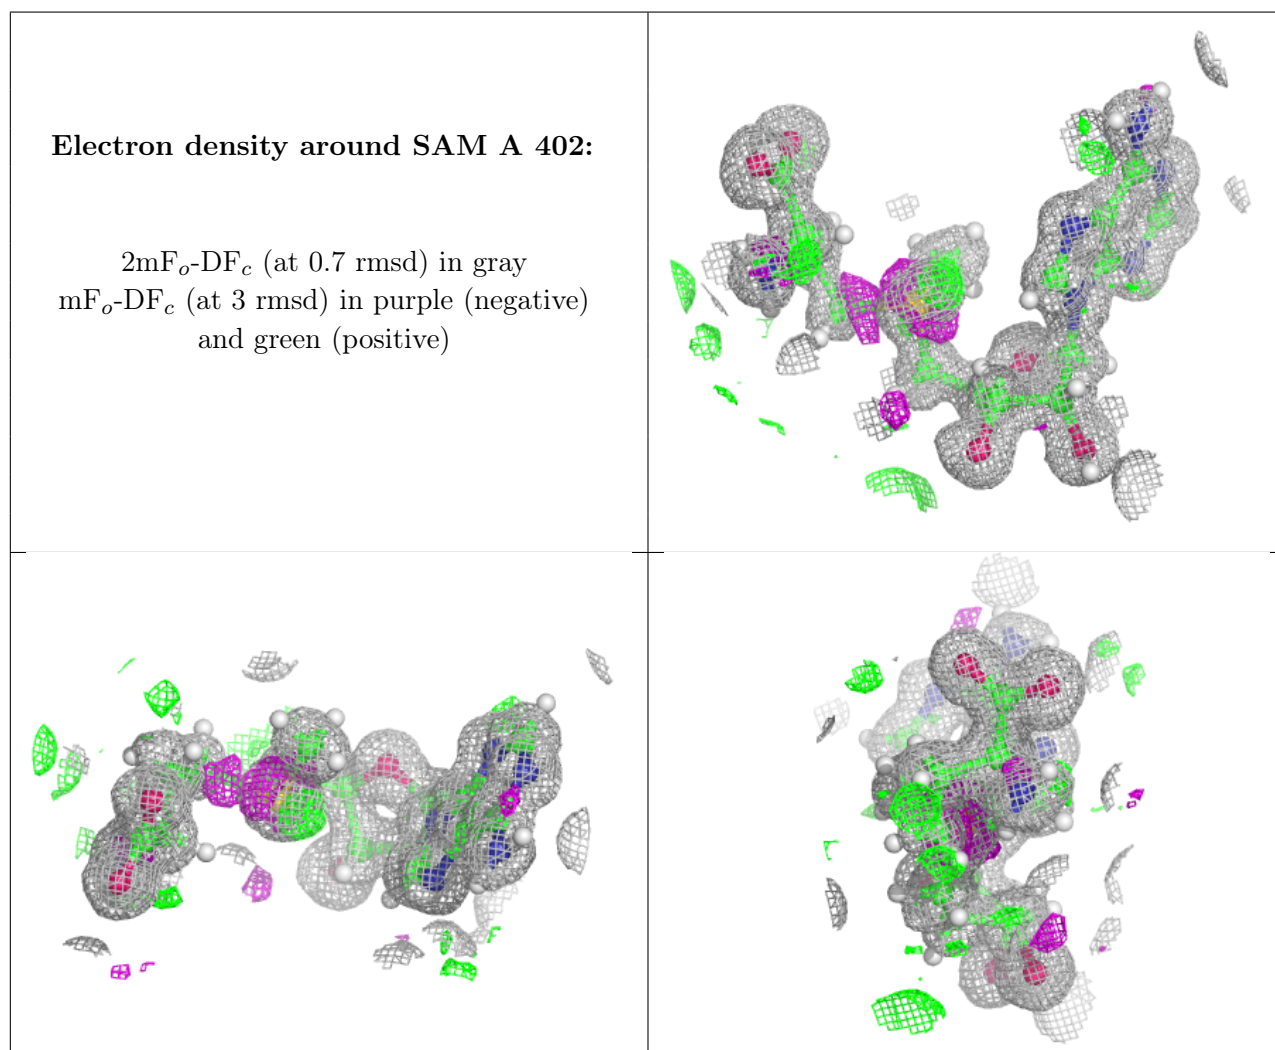 Electron density around SAM A 402:
2mFo-DFc (at 0.7 rmsd) in gray
mFo-DFc (at 3 rmsd) in purple (negative)
and green (positive)